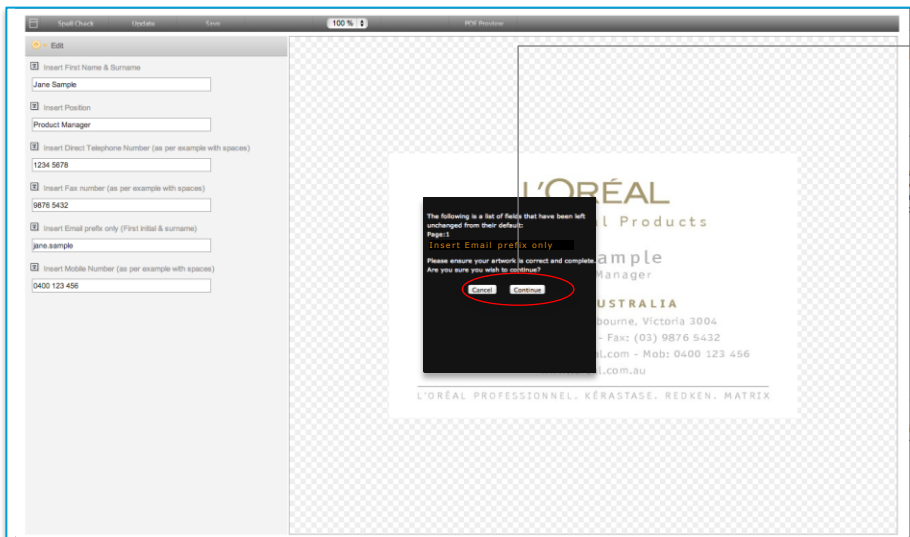 Spell Check Update Save 100 % PDF Preview
Edit
Insert First Name & Surname
Jane Sample
Insert Position
Product Manager
Insert Direct Telephone Number (as per example with spaces)
1234 5678
Insert Fax number (as per example with spaces)
9876 5432
Insert Email prefix only (First initial & surname)
jane.sample
Insert Mobile Number (as per example with spaces)
0400 123 456
L'ORÉAL
l Products
ample
Manager
USTRALIA
bourne, Victoria 3004
- Fax: (03) 9876 5432
al.com - Mob: 0400 123 456
l.com.au
L'ORÉAL PROFESSIONNEL. KÉRASTASE. REDKEN. MATRIX
The following is a list of fields that have been left
unchanged from their default:
Page:1
Insert Email prefix only
Please ensure your artwork is correct and complete.
Are you sure you wish to continue?
Cancel Continue